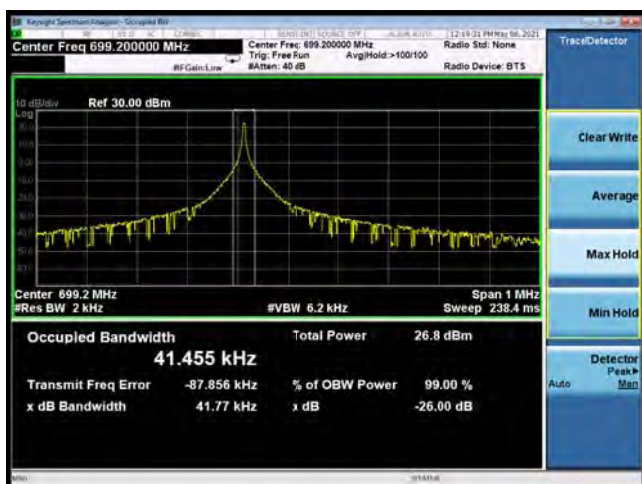 Keysight Spectrum Analyzer - Occupied BW
Center Freq 699.200000 MHz
Center Freq: 699.200000 MHz
Trig: Free Run
Avg|Hold:>100/100
#IFGain:Low
#Atten: 40 dB
12:19:31 PM May 06, 2021
Radio Std: None
Radio Device: BTS
Trace/Detector
10 dB/div
Log
Ref 30.00 dBm
Clear Write
Average
Max Hold
Min Hold
Detector
Peak▶
Auto
Man
Center 699.2 MHz
Span 1 MHz
#Res BW 2 kHz
#VBW 6.2 kHz
Sweep 238.4 ms
Occupied Bandwidth
41.455 kHz
Total Power
26.8 dBm
Transmit Freq Error
-87.856 kHz
% of OBW Power
99.00 %
x dB Bandwidth
41.77 kHz
x dB
-26.00 dB
MSG
STATUS